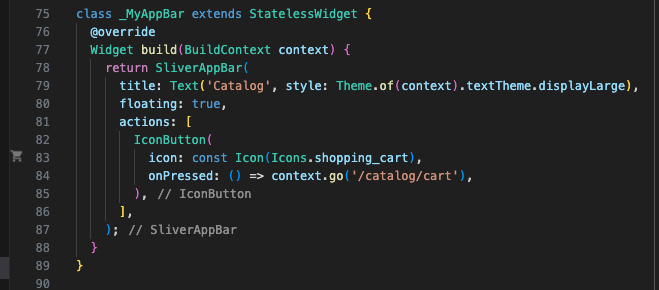 75 class _MyAppBar extends StatelessWidget {
76   @override
77   Widget build(BuildContext context) {
78     return SliverAppBar(
79       title: Text('Catalog', style: Theme.of(context).textTheme.displayLarge),
80       floating: true,
81       actions: [
82         IconButton(
83           icon: const Icon(Icons.shopping_cart),
84           onPressed: () => context.go('/catalog/cart'),
85         ), // IconButton
86       ],
87     ); // SliverAppBar
88   }
89 }
90